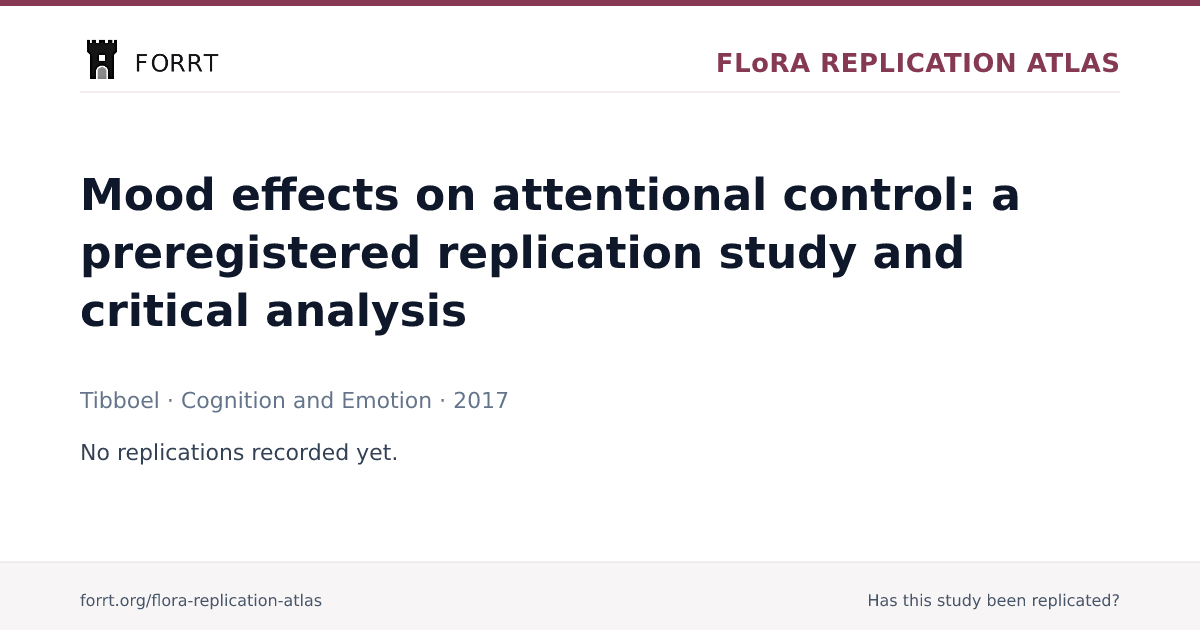 FORRT
FLoRA REPLICATION ATLAS
Mood effects on attentional control: a
preregistered replication study and
critical analysis
Tibboel · Cognition and Emotion · 2017
No replications recorded yet.
forrt.org/flora-replication-atlas
Has this study been replicated?